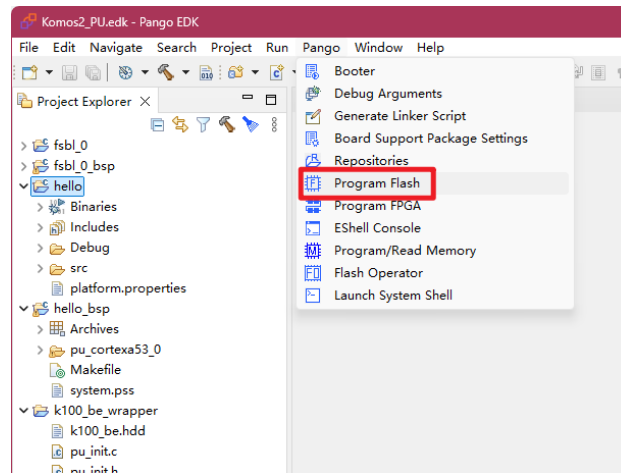 Komos2_PU.edk - Pango EDK
File Edit Navigate Search Project Run Pango Window Help
Project Explorer
fsbl_0
fsbl_0_bsp
hello
Binaries
Includes
Debug
src
platform.properties
hello_bsp
Archives
pu_cortexa53_0
Makefile
system.pss
k100_be_wrapper
k100_be.hdd
pu_init.c
pu_init.h
Booter
Debug Arguments
Generate Linker Script
Board Support Package Settings
Repositories
Program Flash
Program FPGA
EShell Console
Program/Read Memory
Flash Operator
Launch System Shell